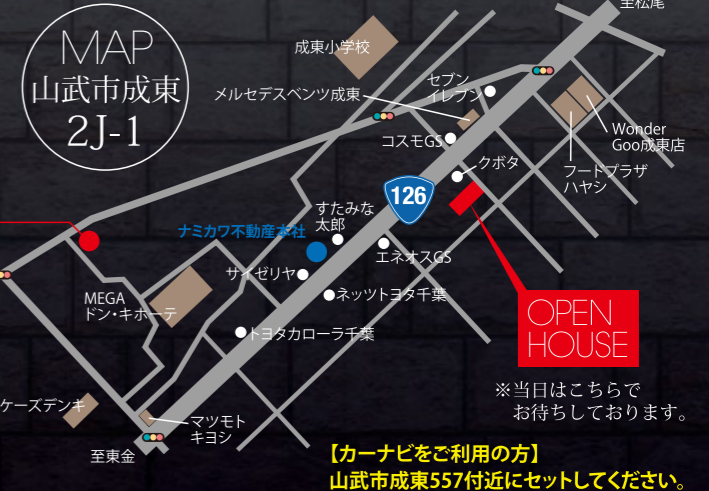 至松尾
MAP
山武市成東
2J-1
成東小学校
メルセデスベンツ成東
セブン
イレブン
コスモGS
Wonder
Goo成東店
フードプラザ
ハヤシ
クボタ
126
すたみな
太郎
ナミカワ不動産本社
エネオスGS
サイゼリヤ
ネッツトヨタ千葉
MEGA
ドン・キホーテ
トヨタカローラ千葉
OPEN
HOUSE
※当日はこちらで
お待ちしております。
ケーズデンキ
マツモト
キヨシ
至東金
【カーナビをご利用の方】
山武市成東557付近にセットしてください。